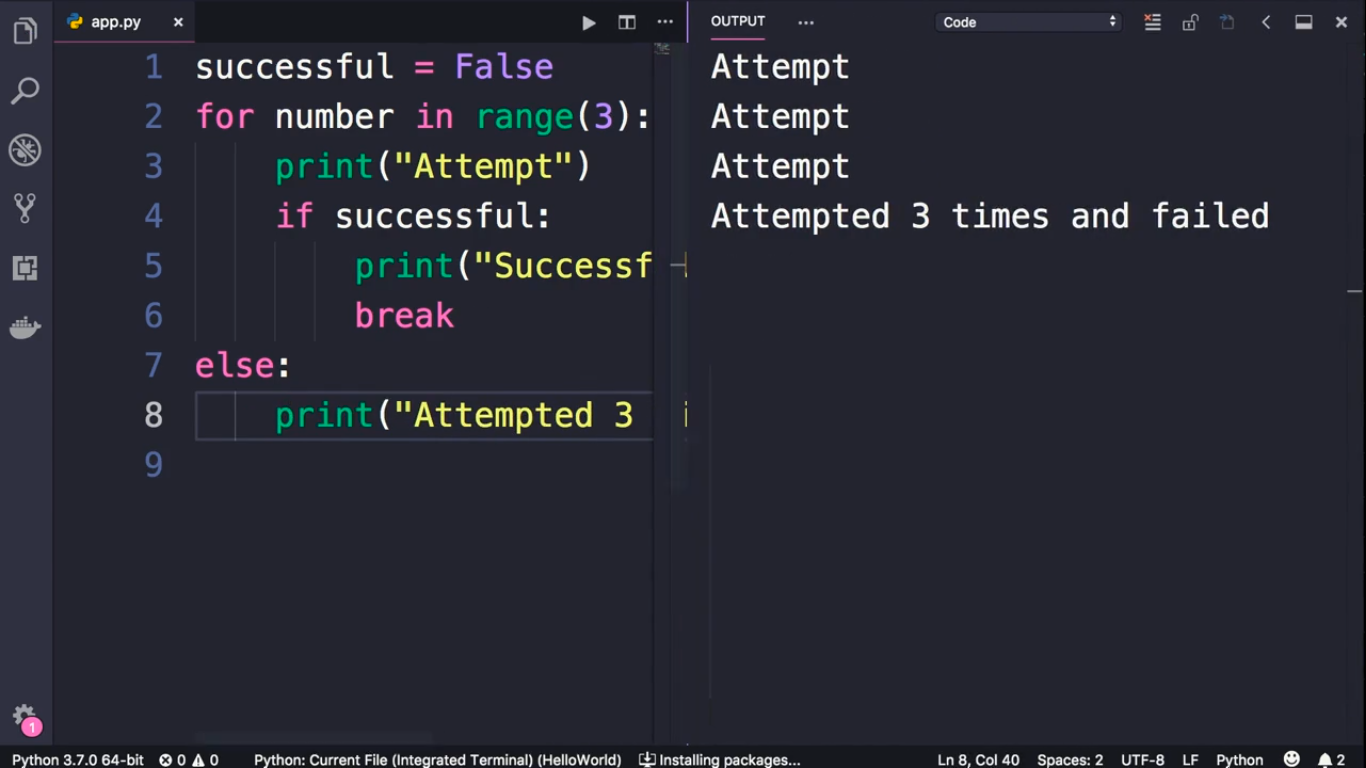 app.py
1 successful = False
2 for number in range(3):
3 print("Attempt")
4 if successful:
5 print("Successf
6 break
7 else:
8 print("Attempted 3
9
OUTPUT
Code
Attempt
Attempt
Attempt
Attempted 3 times and failed
1
Python 3.7.0 64-bit 0 0 Python: Current File (Integrated Terminal) (HelloWorld) Installing packages... Ln 8, Col 40 Spaces: 2 UTF-8 LF Python 2